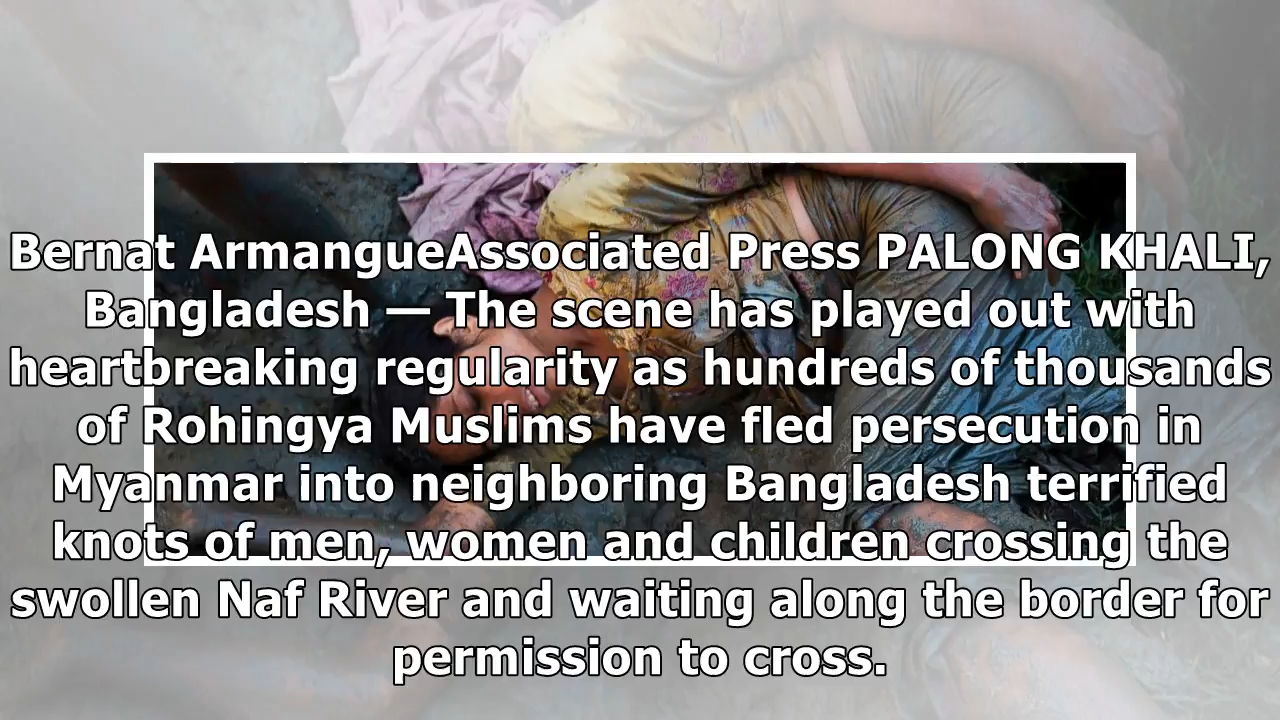 Bernat ArmangueAssociated Press PALONG KHALI,
Bangladesh — The scene has played out with
heartbreaking regularity as hundreds of thousands
of Rohingya Muslims have fled persecution in
Myanmar into neighboring Bangladesh terrified
knots of men, women and children crossing the
swollen Naf River and waiting along the border for
permission to cross.